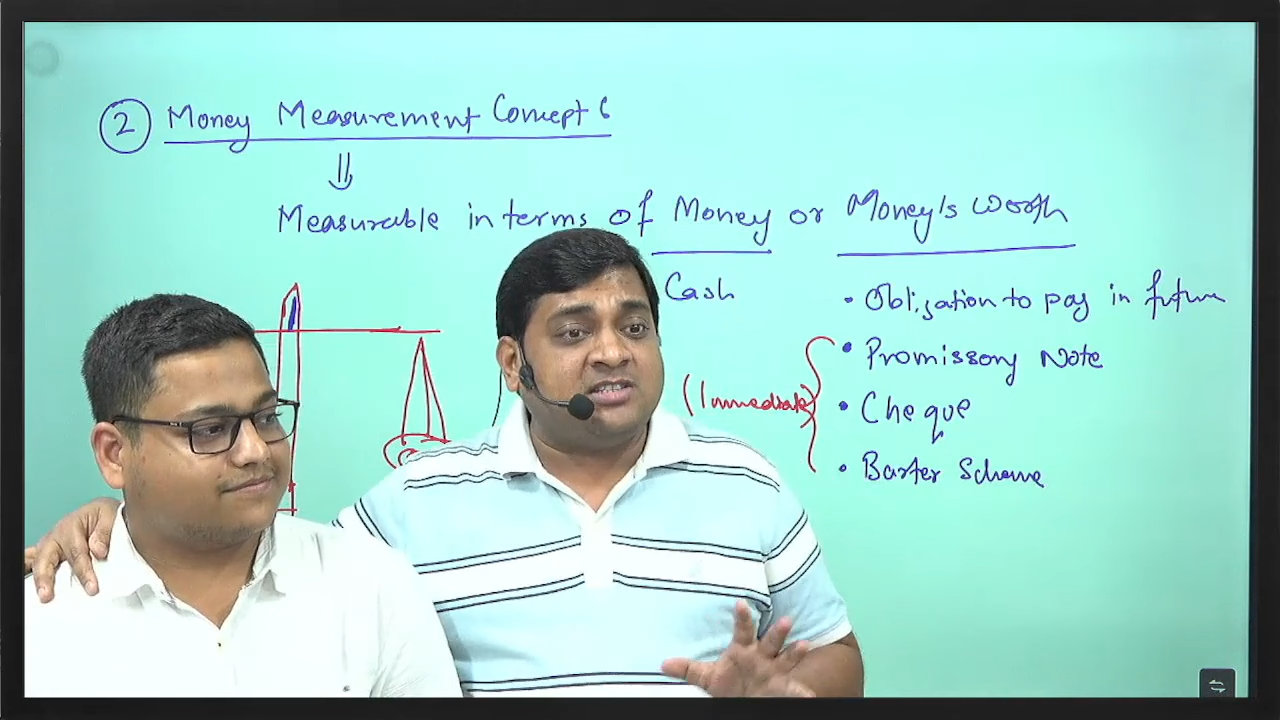 2 Money Measurement Concept :
Measurable in terms of Money or Money's worth
Cash
• Obligation to pay in future
• Promissory Note
(Immediate)
• Cheque
• Barter Scheme